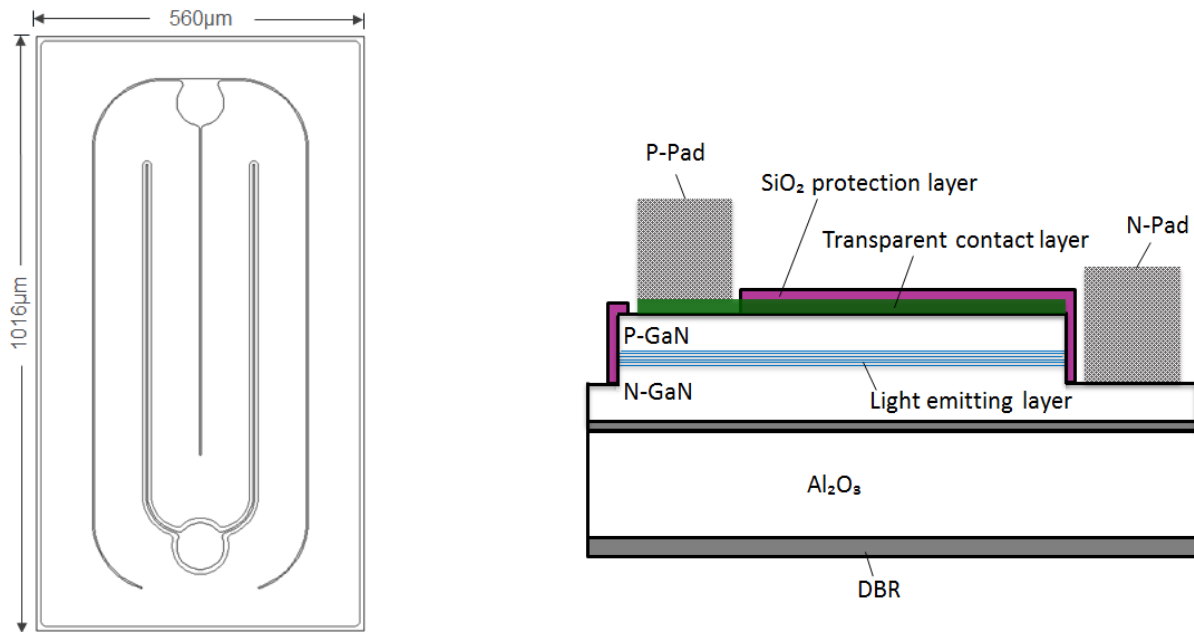 560μm
1016μm
P-Pad
SiO₂ protection layer
N-Pad
Transparent contact layer
P-GaN
N-GaN
Light emitting layer
Al₂O₃
DBR